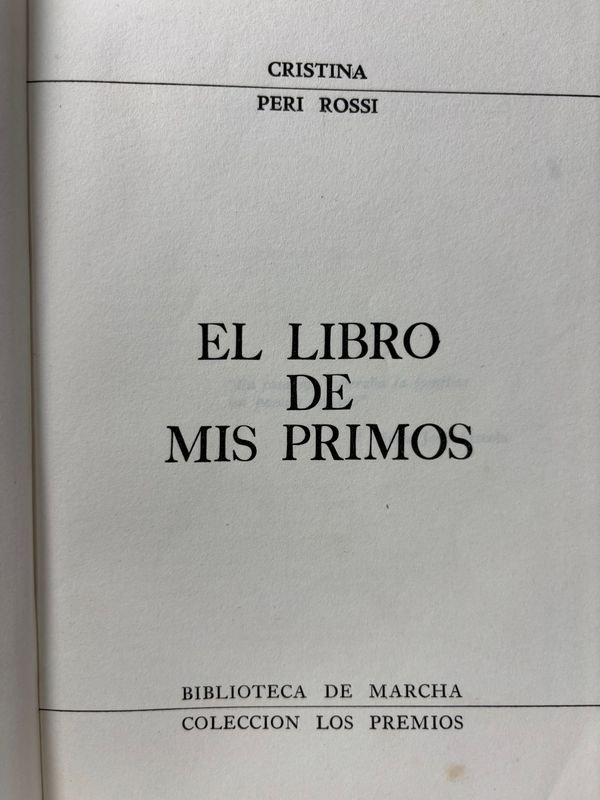 CRISTINA
PERI ROSSI
EL LIBRO
DE
MIS PRIMOS
BIBLIOTECA DE MARCHA
COLECCION LOS PREMIOS